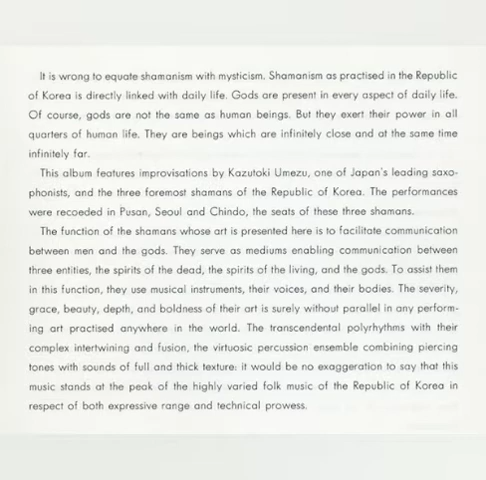 It is wrong to equate shamanism with mysticism. Shamanism as practised in the Republic
of Korea is directly linked with daily life. Gods are present in every aspect of daily life.
Of course, gods are not the same as human beings. But they exert their power in all
quarters of human life. They are beings which are infinitely close and at the same time
infinitely far.
This album features improvisations by Kazutoki Umezu, one of Japan's leading saxo-
phonists, and the three foremost shamans of the Republic of Korea. The performances
were recoeded in Pusan, Seoul and Chindo, the seats of these three shamans.
The function of the shamans whose art is presented here is to facilitate communication
between men and the gods. They serve as mediums enabling communication between
three entities, the spirits of the dead, the spirits of the living, and the gods. To assist them
in this function, they use musical instruments, their voices, and their bodies. The severity,
grace, beauty, depth, and boldness of their art is surely without parallel in any perform-
ing art practised anywhere in the world. The transcendental polyrhythms with their
complex intertwining and fusion, the virtuosic percussion ensemble combining piercing
tones with sounds of full and thick texture: it would be no exaggeration to say that this
music stands at the peak of the highly varied folk music of the Republic of Korea in
respect of both expressive range and technical prowess.